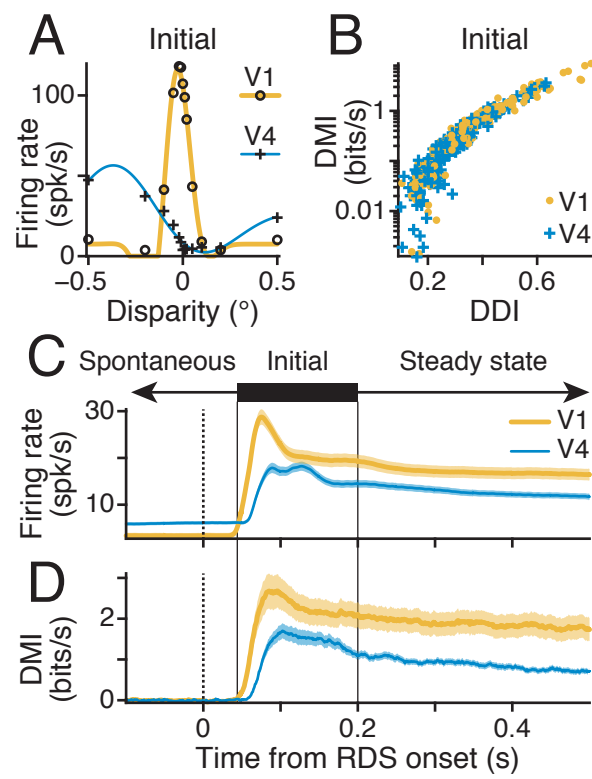 A
Initial
V1
V4
Firing rate
(spk/s)
100
0
−0.5
0
0.5
Disparity (°)
B
Initial
DMI
(bits/s)
1
0.01
V1
V4
0.2
0.6
DDI
C
Spontaneous
Initial
Steady state
Firing rate
(spk/s)
30
10
V1
V4
D
DMI
(bits/s)
2
0
0
0.2
0.4
Time from RDS onset (s)